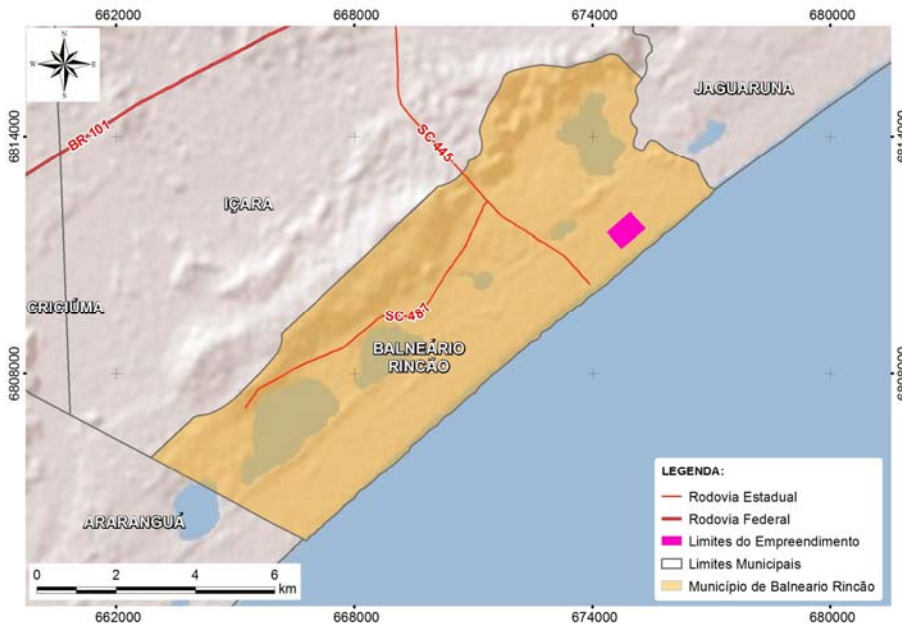 662000
668000
674000
680000
N
W
E
S
JAGUARUNA
BR-101
SC-445
6814000
6814000
IÇARA
CRICIÚMA
SC-487
BALNEÁRIO
RINCÃO
6808000
6808000
ARARANGUÁ
LEGENDA:
Rodovia Estadual
Rodovia Federal
Limites do Empreendimento
Limites Municipais
Município de Balneario Rincão
0 2 4 6
km
662000
668000
674000
680000